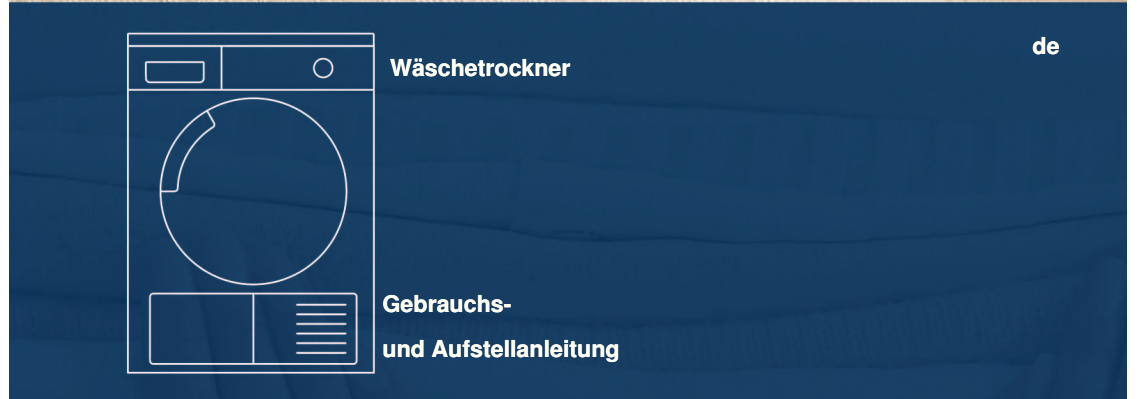 de
Wäschetrockner
Gebrauchs-
und Aufstellanleitung